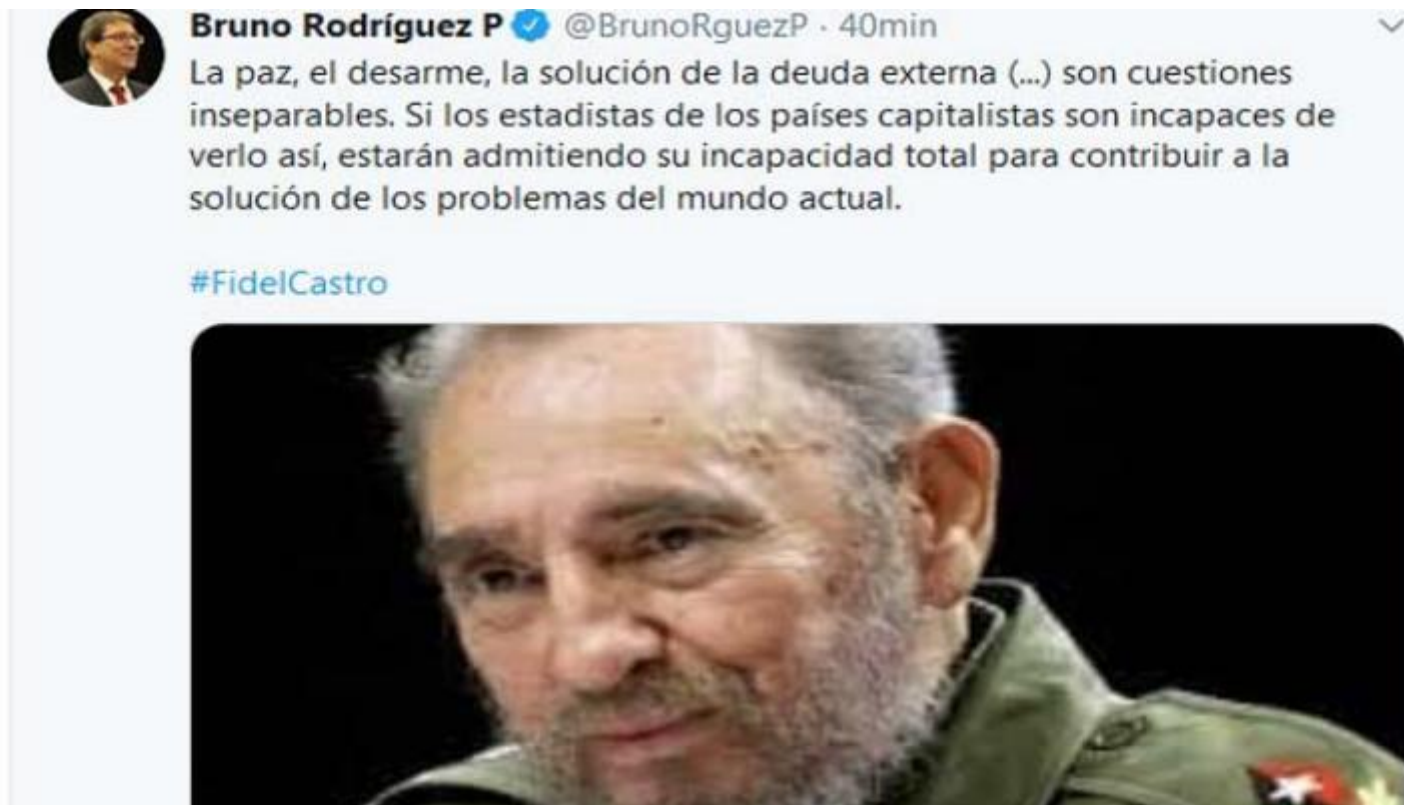 Bruno Rodríguez P @BrunoRguezP · 40min
La paz, el desarme, la solución de la deuda externa (...) son cuestiones
inseparables. Si los estadistas de los países capitalistas son incapaces de
verlo así, estarán admitiendo su incapacidad total para contribuir a la
solución de los problemas del mundo actual.
#FidelCastro